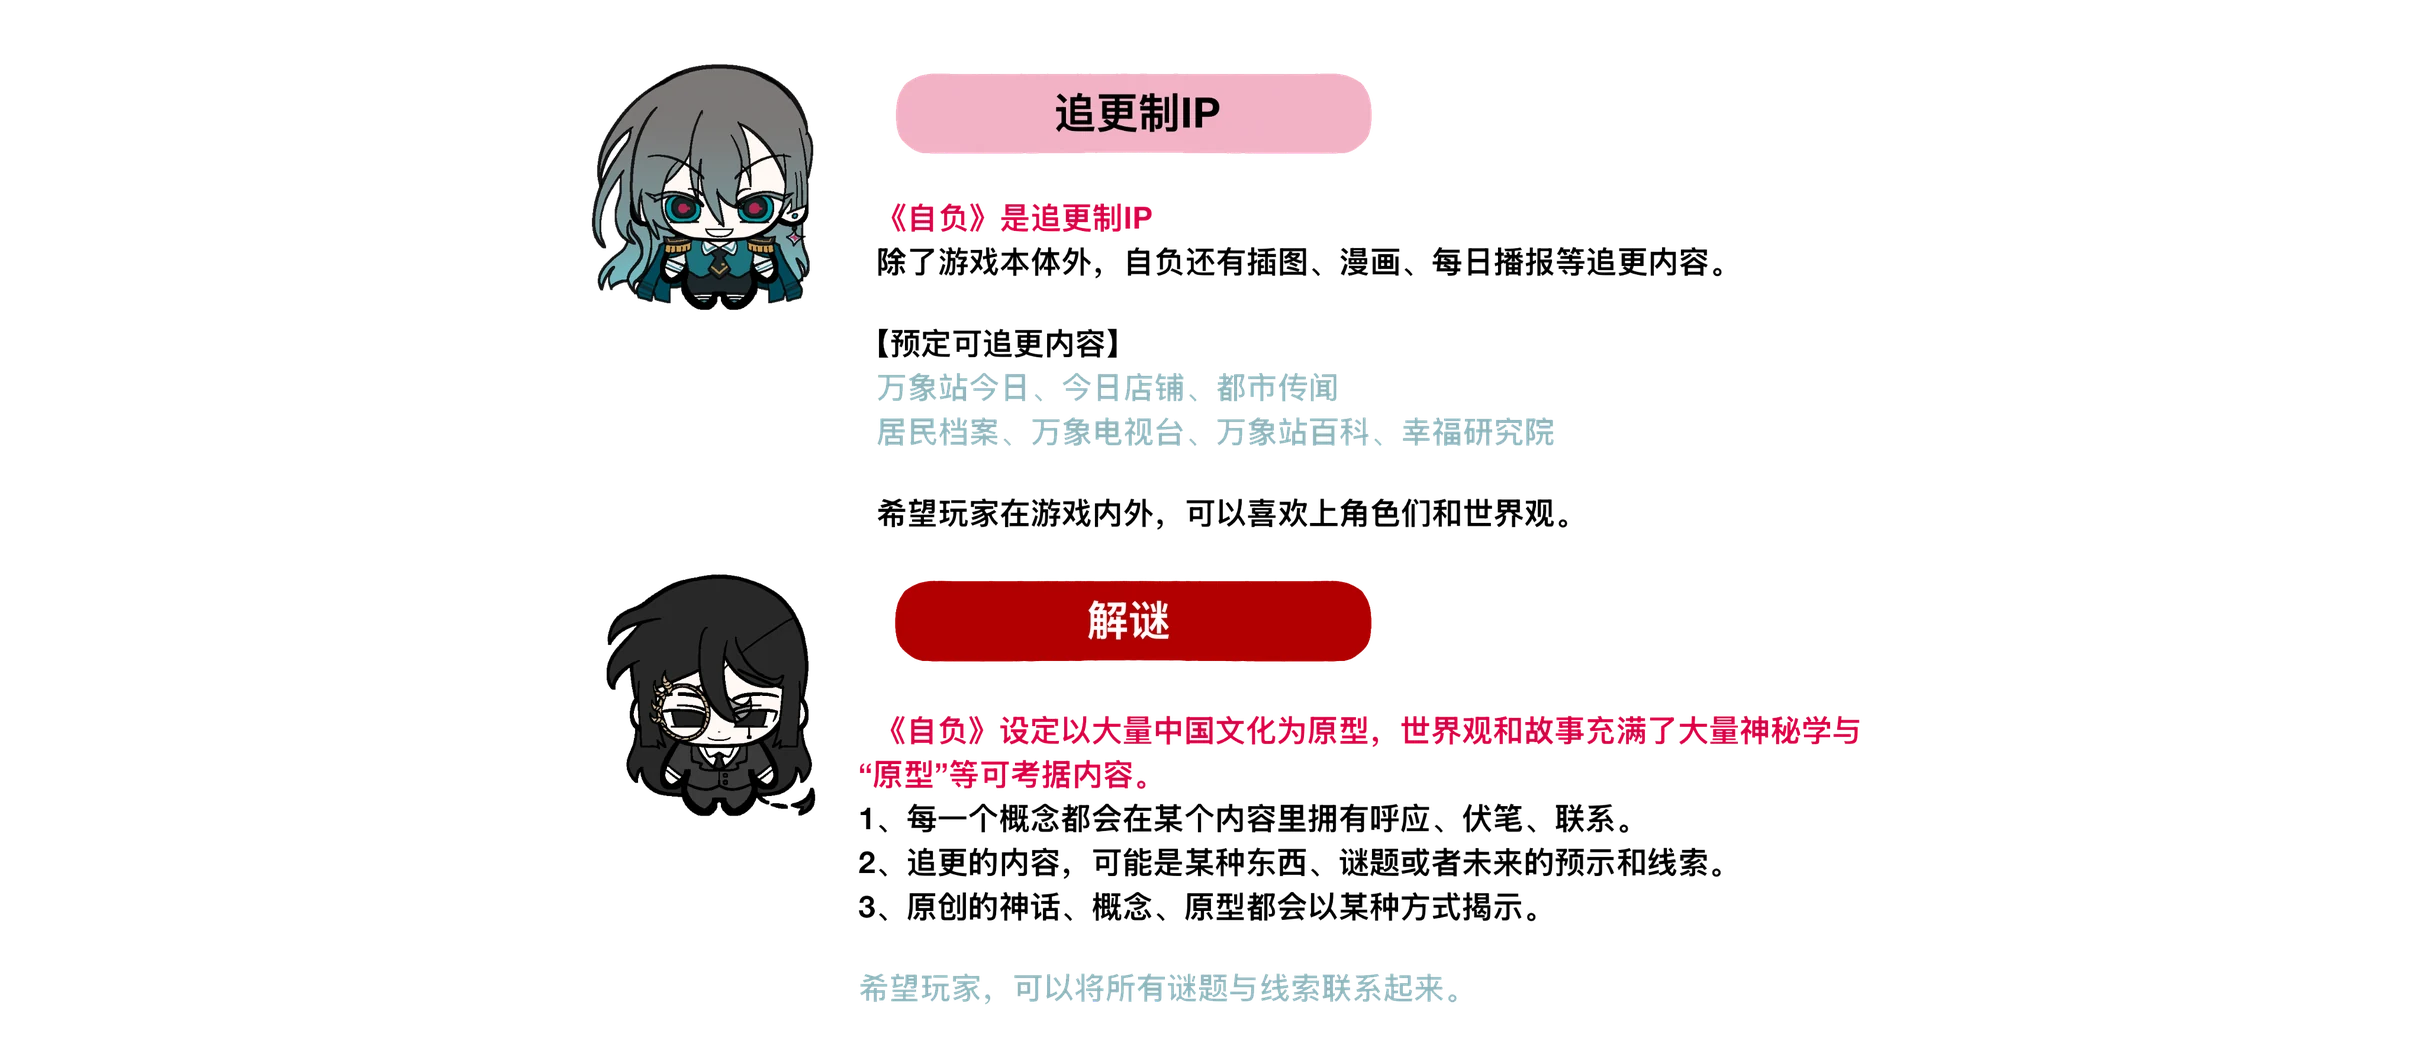 追更制IP
《自负》是追更制IP
除了游戏本体外，自负还有插图、漫画、每日播报等追更内容。
【预定可追更内容】
万象站今日、今日店铺、都市传闻
居民档案、万象电视台、万象站百科、幸福研究院
希望玩家在游戏内外，可以喜欢上角色们和世界观。
解谜
《自负》设定以大量中国文化为原型，世界观和故事充满了大量神秘学与
“原型”等可考据内容。
1、每一个概念都会在某个内容里拥有呼应、伏笔、联系。
2、追更的内容，可能是某种东西、谜题或者未来的预示和线索。
3、原创的神话、概念、原型都会以某种方式揭示。
希望玩家，可以将所有谜题与线索联系起来。